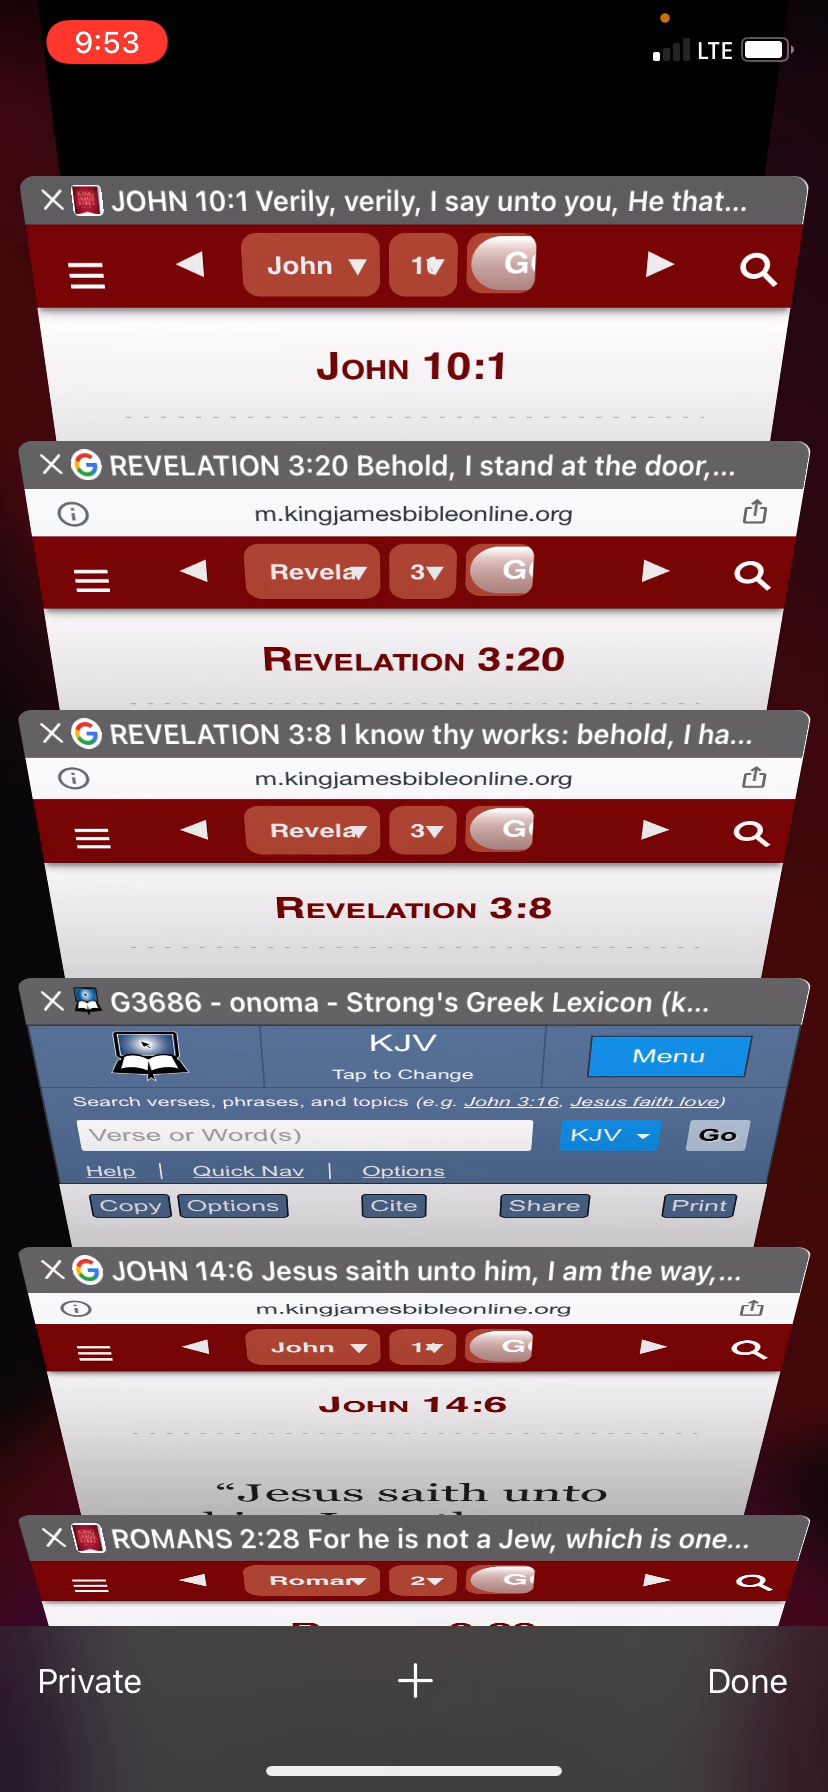 9:53
LTE
JOHN 10:1 Verily, verily, I say unto you, He that...
John
JOHN 10:1
REVELATION 3:20 Behold, I stand at the door,...
m.kingjamesbibleonline.org
Revela 3
REVELATION 3:20
REVELATION 3:8 I know thy works: behold, I ha...
m.kingjamesbibleonline.org
Revela 3
REVELATION 3:8
G3686 - onoma - Strong's Greek Lexicon (k...
KJV
Tap to Change
Menu
Search verses, phrases, and topics (e.g. John 3:16, Jesus faith love)
Verse or Word(s) KJV Go
Help | Quick Nav | Options
Copy Options Cite Share Print
JOHN 14:6 Jesus saith unto him, I am the way,...
m.kingjamesbibleonline.org
John
JOHN 14:6
“Jesus saith unto
ROMANS 2:28 For he is not a Jew, which is one...
Roman 2
Private + Done